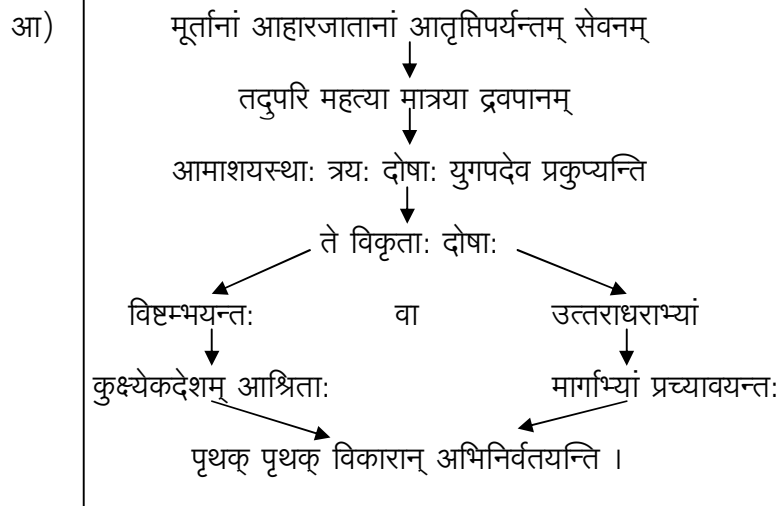 आ)
मूर्तानां आहारजातानां आतृप्तिपर्यन्तम् सेवनम्
तदुपरि महत्या मात्रया द्रवपानम्
आमाशयस्था: त्रय: दोषा: युगपदेव प्रकुप्यन्ति
ते विकृता: दोषा:
विष्टम्भयन्त: वा उत्तराधराभ्यां
कुक्ष्येकदेशम् आश्रिता: मार्गाभ्यां प्रच्यावयन्त:
पृथक् पृथक् विकारान् अभिनिर्वतयन्ति ।